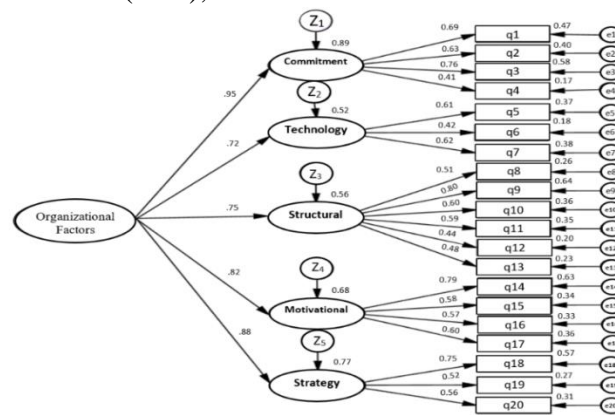 Z1
0.89
Commitment
0.69
q1
0.47
e1
0.63
q2
0.40
e2
0.76
q3
0.58
e3
0.41
q4
0.17
e4
.95
Z2
0.52
Technology
0.61
q5
0.37
e5
0.42
q6
0.18
e6
0.62
q7
0.38
e7
.72
Z3
0.56
Structural
0.51
q8
0.26
e8
0.80
q9
0.64
e9
0.60
q10
0.36
0.59
q11
0.35
0.44
q12
0.20
0.48
q13
0.23
.75
Organizational
Factors
Z4
0.68
Motivational
0.79
q14
0.63
0.58
q15
0.34
0.57
q16
0.33
0.60
q17
0.36
.82
Z5
0.77
Strategy
0.75
q18
0.57
0.52
q19
0.27
0.56
q20
0.31
.88